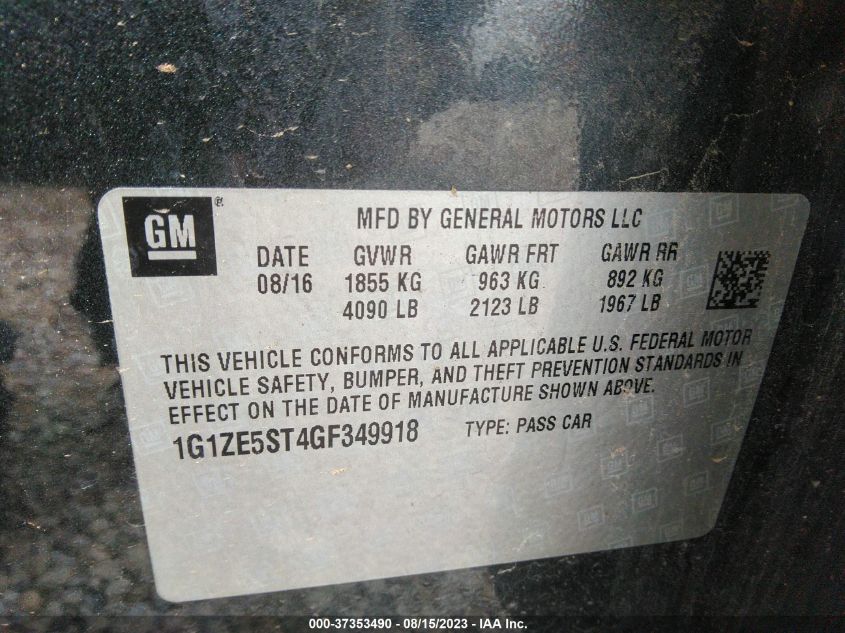 GM
MFD BY GENERAL MOTORS LLC
DATE GVWR GAWR FRT GAWR RR
08/16 1855 KG 963 KG 892 KG
4090 LB 2123 LB 1967 LB
THIS VEHICLE CONFORMS TO ALL APPLICABLE U.S. FEDERAL MOTOR
VEHICLE SAFETY, BUMPER, AND THEFT PREVENTION STANDARDS IN
EFFECT ON THE DATE OF MANUFACTURE SHOWN ABOVE.
1G1ZE5ST4GF349918 TYPE: PASS CAR
000-37353490 - 08/15/2023 - IAA Inc.